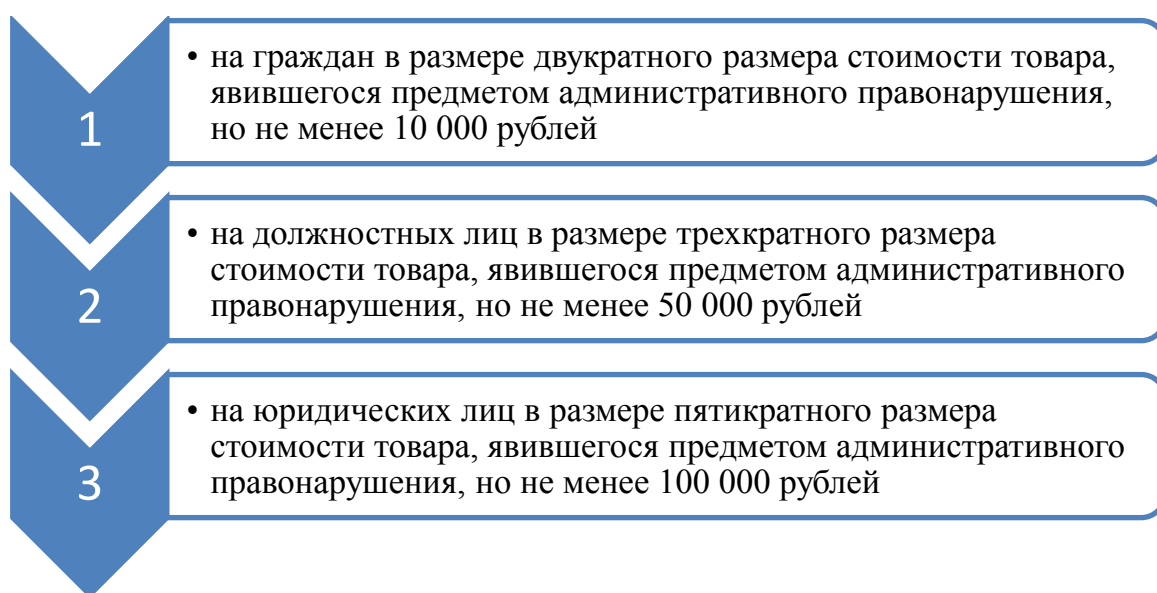 • на граждан в размере двукратного размера стоимости товара,
явившегося предметом административного правонарушения,
но не менее 10 000 рублей
1
• на должностных лиц в размере трехкратного размера
стоимости товара, явившегося предметом административного
правонарушения, но не менее 50 000 рублей
2
• на юридических лиц в размере пятикратного размера
стоимости товара, явившегося предметом административного
правонарушения, но не менее 100 000 рублей
3